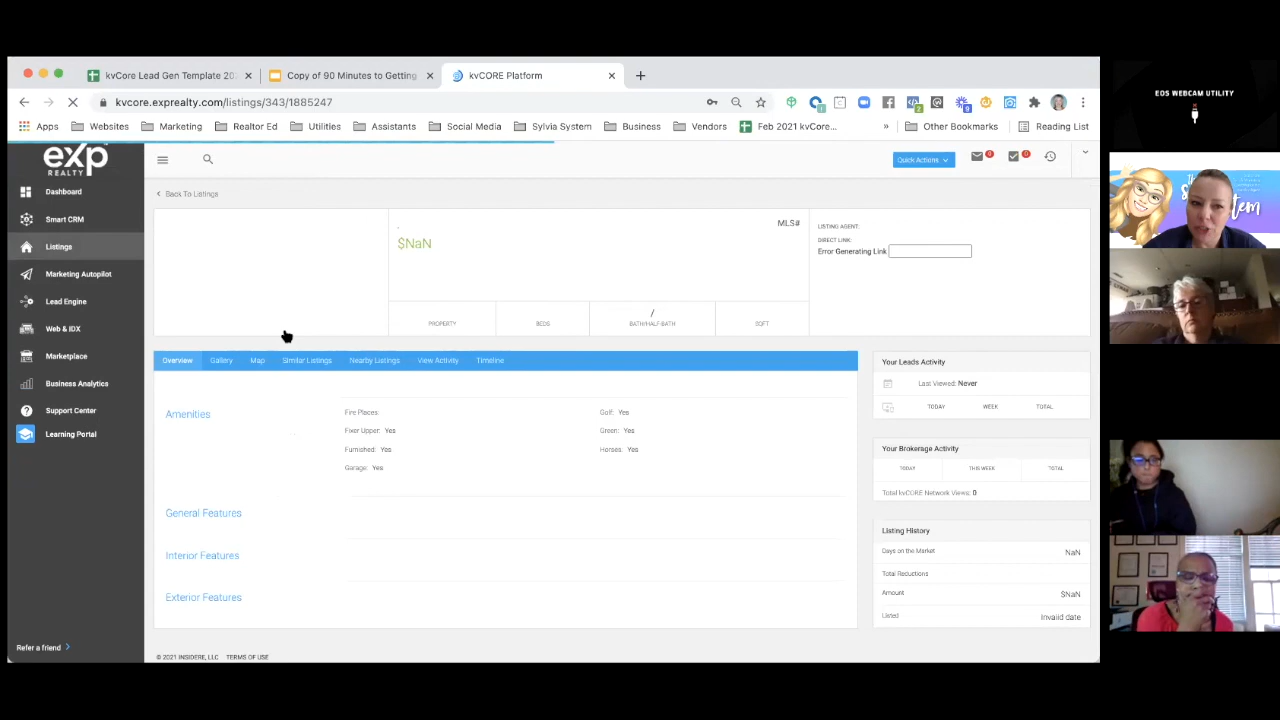 kvCore Lead Gen Template 202
Copy of 90 Minutes to Getting
kvCORE Platform
kvcore.exprealty.com/listings/343/1885247
Apps
Websites
Marketing
Realtor Ed
Utilities
Assistants
Social Media
Sylvia System
Business
Vendors
Feb 2021 kvCore...
»
Other Bookmarks
Reading List
exp
REALTY
Dashboard
Smart CRM
Listings
Marketing Autopilot
Lead Engine
Web & IDX
Marketplace
Business Analytics
Support Center
Learning Portal
Refer a friend
Quick Actions
0
0
Back To Listings
$NaN
MLS#
PROPERTY
BEDS
/
BATH/HALF-BATH
SQFT
LISTING AGENT:
DIRECT LINK:
Error Generating Link
Overview
Gallery
Map
Similar Listings
Nearby Listings
View Activity
Timeline
Amenities
Fire Places:
Golf: Yes
Fixer Upper: Yes
Green: Yes
Furnished: Yes
Horses: Yes
Garage: Yes
General Features
Interior Features
Exterior Features
Your Leads Activity
Last Viewed: Never
TODAY
WEEK
TOTAL
Your Brokerage Activity
TODAY
THIS WEEK
TOTAL
Total kvCORE Network Views: 0
Listing History
Days on the Market
NaN
Total Reductions
Amount
$NaN
Listed
Invalid date
© 2021 INSIDERE, LLC
TERMS OF USE
EOS WEBCAM UTILITY